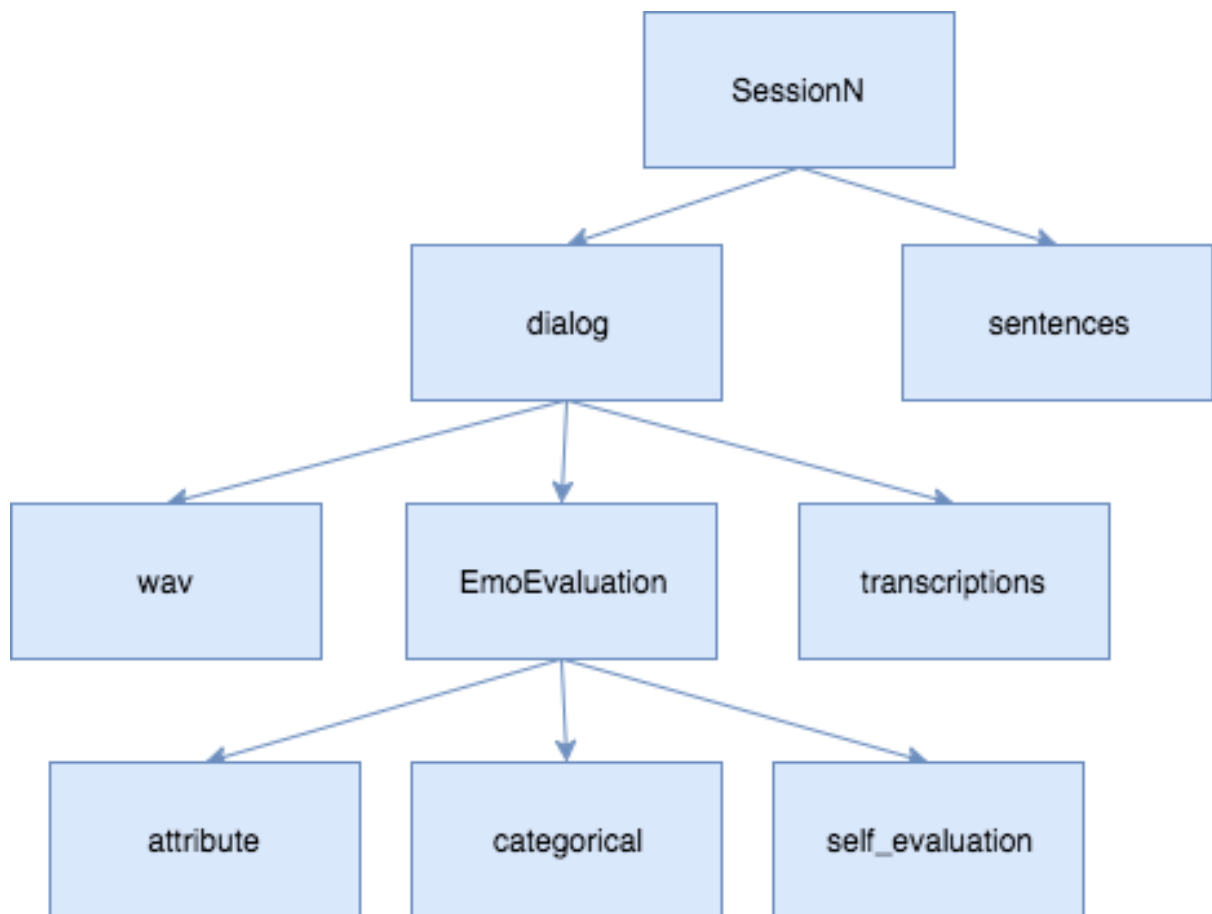 SessionN
dialog
sentences
wav
EmoEvaluation
transcriptions
attribute
categorical
self_evaluation